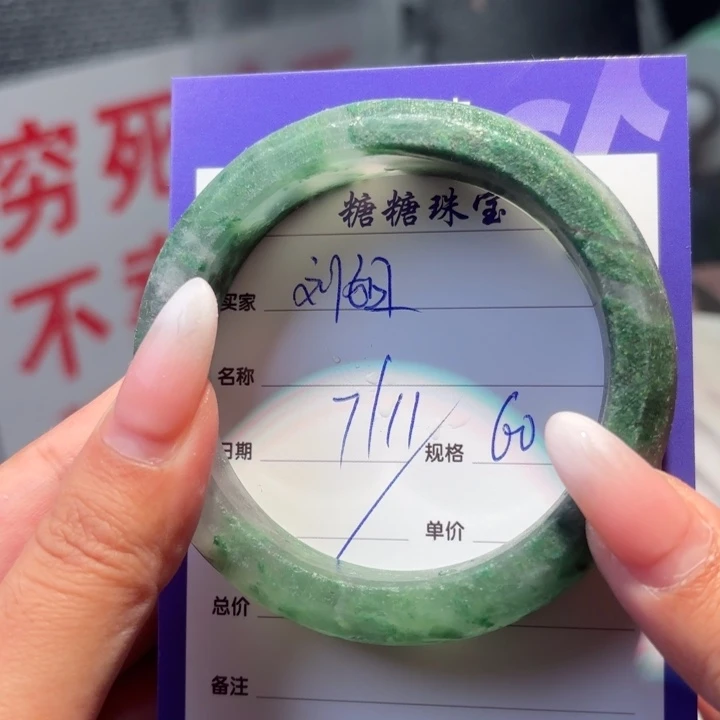 穷死
不
糖糖珠宝
买家 刘
名称
日期 7/11 规格 60
单价
总价
备注